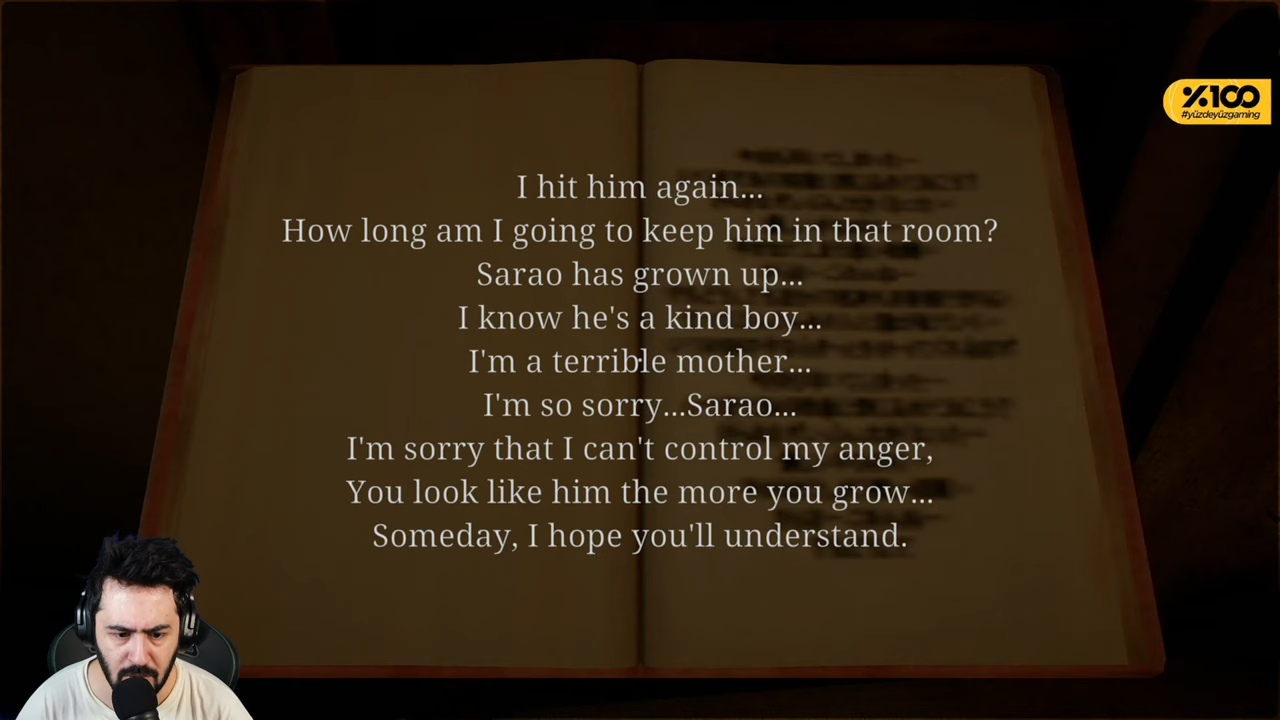 %100
#yüzdeyüzgaming
I hit him again...
How long am I going to keep him in that room?
Sarao has grown up...
I know he's a kind boy...
I'm a terrible mother...
I'm so sorry...Sarao...
I'm sorry that I can't control my anger,
You look like him the more you grow...
Someday, I hope you'll understand.